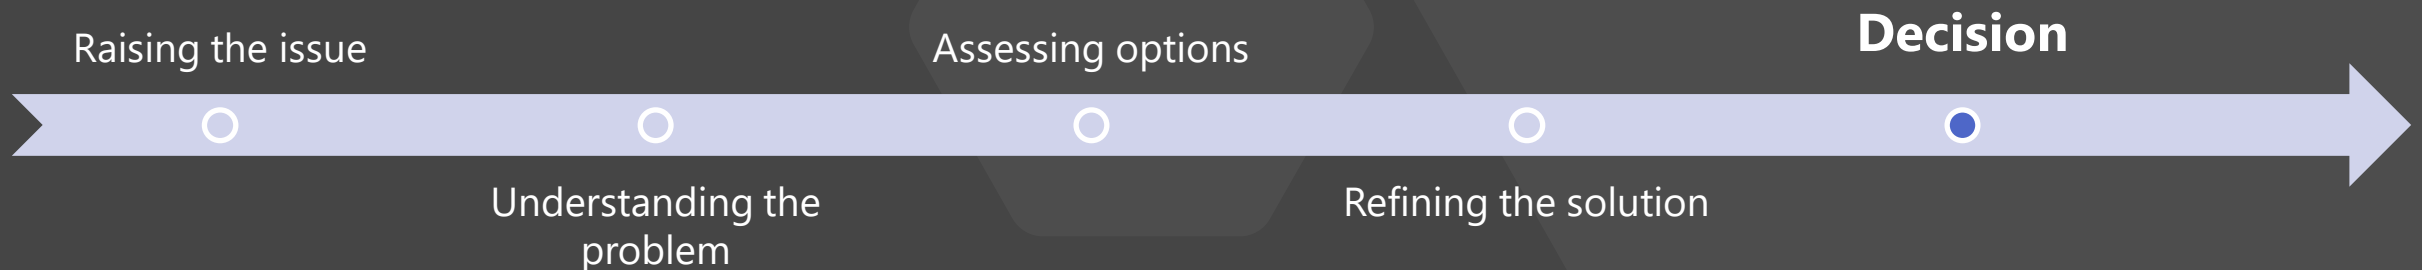 Raising the issue
Understanding the
problem
Assessing options
Refining the solution
Decision